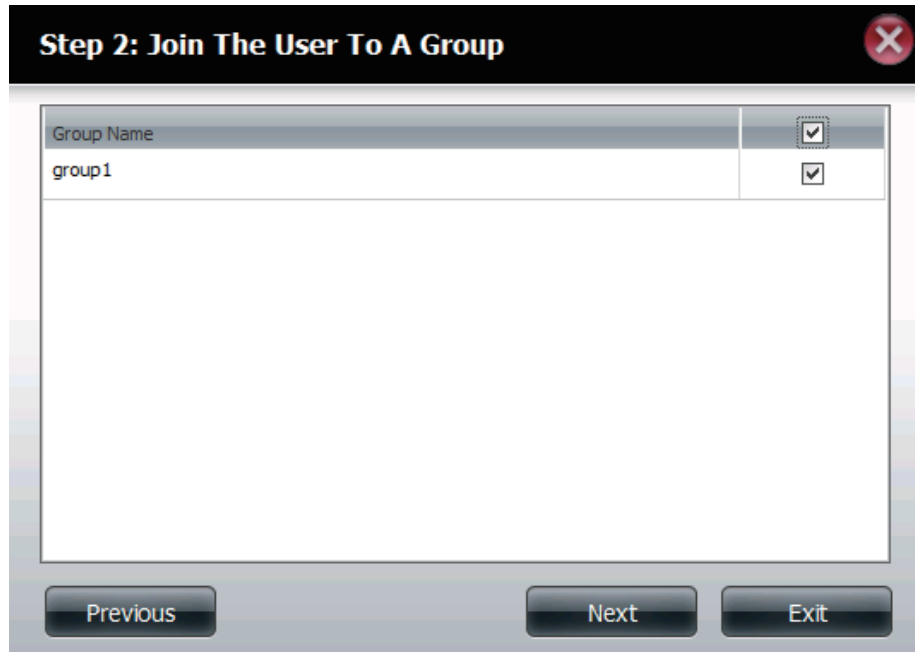 Step 2: Join The User To A Group
Group Name
group1
Previous
Next
Exit